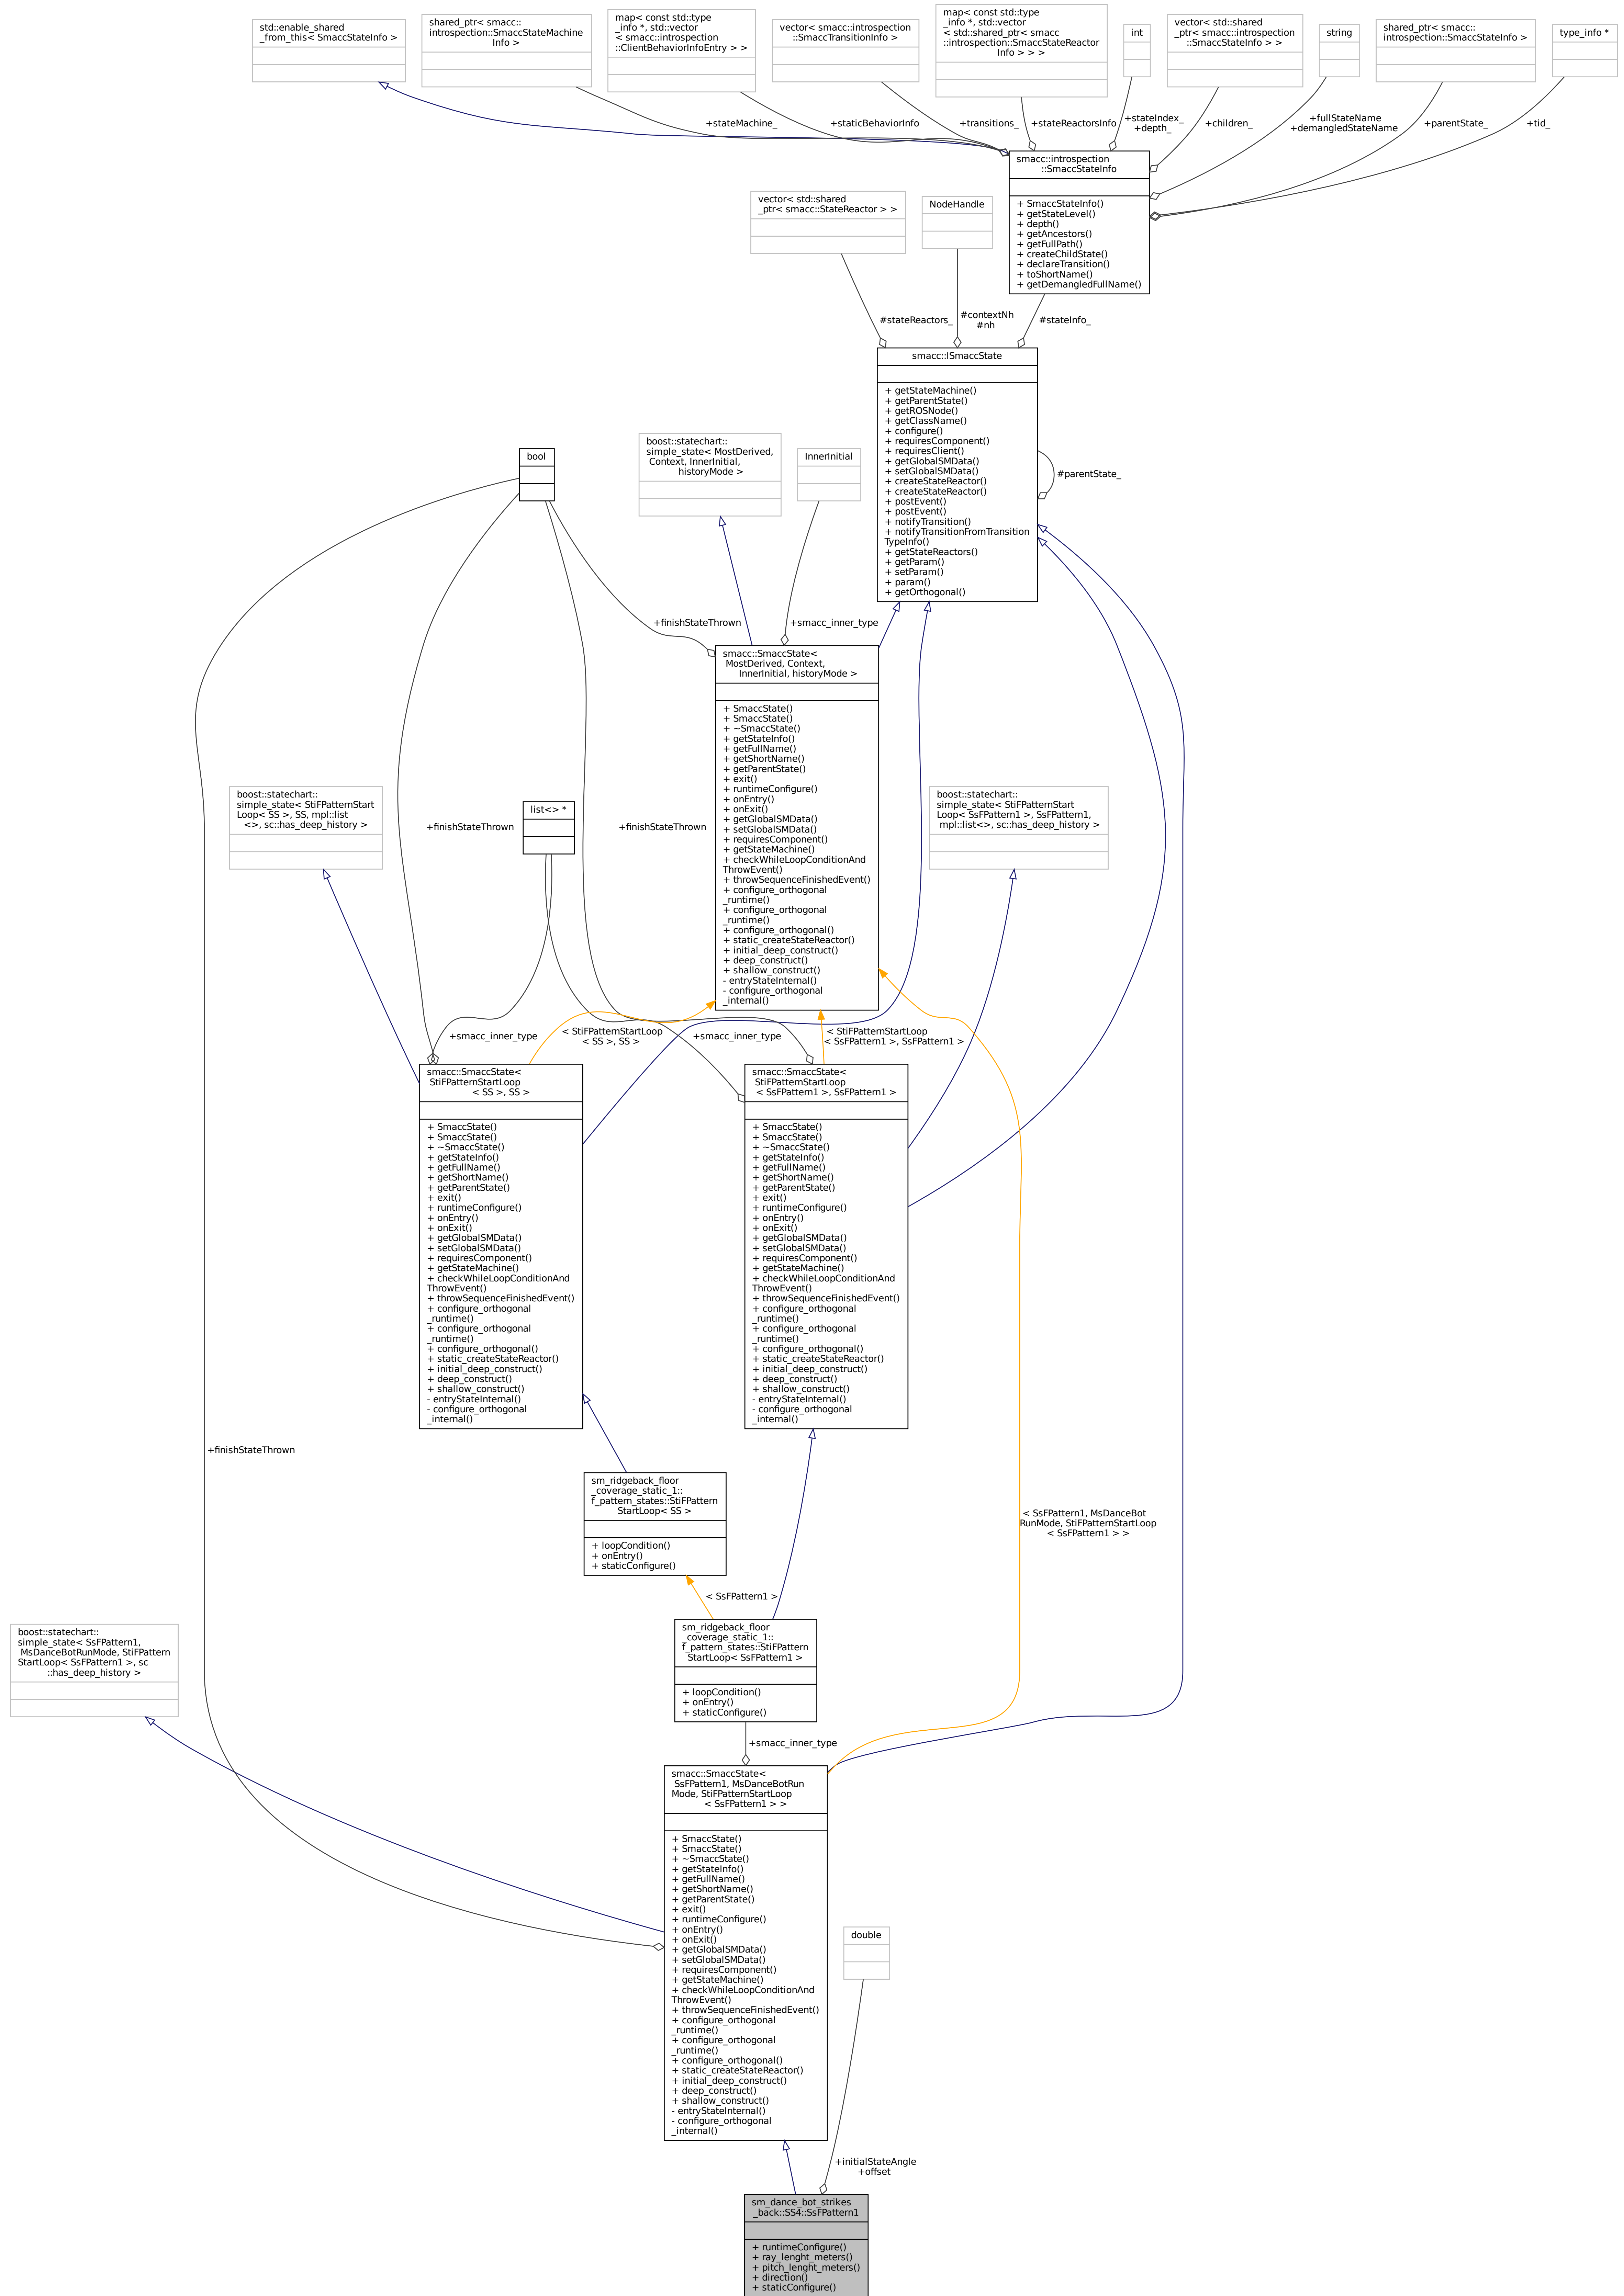 std::enable_shared
_from_this< SmaccStateInfo >
shared_ptr< smacc::
introspection::SmaccStateMachine
Info >
map< const std::type
_info *, std::vector
< smacc::introspection
::ClientBehaviorInfoEntry > >
vector< smacc::introspection
::SmaccTransitionInfo >
map< const std::type
_info *, std::vector
< std::shared_ptr< smacc
::introspection::SmaccStateReactor
Info > > >
int
vector< std::shared
_ptr< smacc::introspection
::SmaccStateInfo > >
string
shared_ptr< smacc::
introspection::SmaccStateInfo >
type_info *
+stateMachine_
+staticBehaviorInfo
+transitions_
+stateReactorsInfo
+stateIndex_
+depth_
+children_
+fullStateName
+demangledStateName
+parentState_
+tid_
smacc::introspection
::SmaccStateInfo
+ SmaccStateInfo()
+ getStateLevel()
+ depth()
+ getAncestors()
+ getFullPath()
+ createChildState()
+ declareTransition()
+ toShortName()
+ getDemangledFullName()
vector< std::shared
_ptr< smacc::StateReactor > >
NodeHandle
#stateReactors_
#contextNh
#nh
#stateInfo_
smacc::ISmaccState
+ getStateMachine()
+ getParentState()
+ getROSNode()
+ getClassName()
+ configure()
+ requiresComponent()
+ requiresClient()
+ getGlobalSMData()
+ setGlobalSMData()
+ createStateReactor()
+ createStateReactor()
+ postEvent()
+ postEvent()
+ notifyTransition()
+ notifyTransitionFromTransition
TypeInfo()
+ getStateReactors()
+ getParam()
+ setParam()
+ param()
+ getOrthogonal()
#parentState_
bool
boost::statechart::
simple_state< MostDerived,
Context, InnerInitial,
historyMode >
InnerInitial
+finishStateThrown
+smacc_inner_type
smacc::SmaccState<
MostDerived, Context,
InnerInitial, historyMode >
+ SmaccState()
+ SmaccState()
+ ~SmaccState()
+ getStateInfo()
+ getFullName()
+ getShortName()
+ getParentState()
+ exit()
+ runtimeConfigure()
+ onEntry()
+ onExit()
+ getGlobalSMData()
+ setGlobalSMData()
+ requiresComponent()
+ getStateMachine()
+ checkWhileLoopConditionAnd
ThrowEvent()
+ throwSequenceFinishedEvent()
+ configure_orthogonal
_runtime()
+ configure_orthogonal
_runtime()
+ configure_orthogonal()
+ static_createStateReactor()
+ initial_deep_construct()
+ deep_construct()
+ shallow_construct()
- entryStateInternal()
- configure_orthogonal
_internal()
boost::statechart::
simple_state< StiFPatternStart
Loop< SS >, SS, mpl::list
<>, sc::has_deep_history >
list<> *
boost::statechart::
simple_state< StiFPatternStart
Loop< SsFPattern1 >, SsFPattern1,
mpl::list<>, sc::has_deep_history >
+finishStateThrown
+finishStateThrown
+smacc_inner_type
< StiFPatternStartLoop
< SS >, SS >
+smacc_inner_type
< StiFPatternStartLoop
< SsFPattern1 >, SsFPattern1 >
smacc::SmaccState<
StiFPatternStartLoop
< SS >, SS >
+ SmaccState()
+ SmaccState()
+ ~SmaccState()
+ getStateInfo()
+ getFullName()
+ getShortName()
+ getParentState()
+ exit()
+ runtimeConfigure()
+ onEntry()
+ onExit()
+ getGlobalSMData()
+ setGlobalSMData()
+ requiresComponent()
+ getStateMachine()
+ checkWhileLoopConditionAnd
ThrowEvent()
+ throwSequenceFinishedEvent()
+ configure_orthogonal
_runtime()
+ configure_orthogonal
_runtime()
+ configure_orthogonal()
+ static_createStateReactor()
+ initial_deep_construct()
+ deep_construct()
+ shallow_construct()
- entryStateInternal()
- configure_orthogonal
_internal()
smacc::SmaccState<
StiFPatternStartLoop
< SsFPattern1 >, SsFPattern1 >
+ SmaccState()
+ SmaccState()
+ ~SmaccState()
+ getStateInfo()
+ getFullName()
+ getShortName()
+ getParentState()
+ exit()
+ runtimeConfigure()
+ onEntry()
+ onExit()
+ getGlobalSMData()
+ setGlobalSMData()
+ requiresComponent()
+ getStateMachine()
+ checkWhileLoopConditionAnd
ThrowEvent()
+ throwSequenceFinishedEvent()
+ configure_orthogonal
_runtime()
+ configure_orthogonal
_runtime()
+ configure_orthogonal()
+ static_createStateReactor()
+ initial_deep_construct()
+ deep_construct()
+ shallow_construct()
- entryStateInternal()
- configure_orthogonal
_internal()
+finishStateThrown
sm_ridgeback_floor
_coverage_static_1::
f_pattern_states::StiFPattern
StartLoop< SS >
+ loopCondition()
+ onEntry()
+ staticConfigure()
< SsFPattern1, MsDanceBot
RunMode, StiFPatternStartLoop
< SsFPattern1 > >
< SsFPattern1 >
boost::statechart::
simple_state< SsFPattern1,
MsDanceBotRunMode, StiFPattern
StartLoop< SsFPattern1 >, sc
::has_deep_history >
sm_ridgeback_floor
_coverage_static_1::
f_pattern_states::StiFPattern
StartLoop< SsFPattern1 >
+ loopCondition()
+ onEntry()
+ staticConfigure()
+smacc_inner_type
smacc::SmaccState<
SsFPattern1, MsDanceBotRun
Mode, StiFPatternStartLoop
< SsFPattern1 > >
+ SmaccState()
+ SmaccState()
+ ~SmaccState()
+ getStateInfo()
+ getFullName()
+ getShortName()
+ getParentState()
+ exit()
+ runtimeConfigure()
+ onEntry()
+ onExit()
+ getGlobalSMData()
+ setGlobalSMData()
+ requiresComponent()
+ getStateMachine()
+ checkWhileLoopConditionAnd
ThrowEvent()
+ throwSequenceFinishedEvent()
+ configure_orthogonal
_runtime()
+ configure_orthogonal
_runtime()
+ configure_orthogonal()
+ static_createStateReactor()
+ initial_deep_construct()
+ deep_construct()
+ shallow_construct()
- entryStateInternal()
- configure_orthogonal
_internal()
double
+initialStateAngle
+offset
sm_dance_bot_strikes
_back::SS4::SsFPattern1
+ runtimeConfigure()
+ ray_lenght_meters()
+ pitch_lenght_meters()
+ direction()
+ staticConfigure()